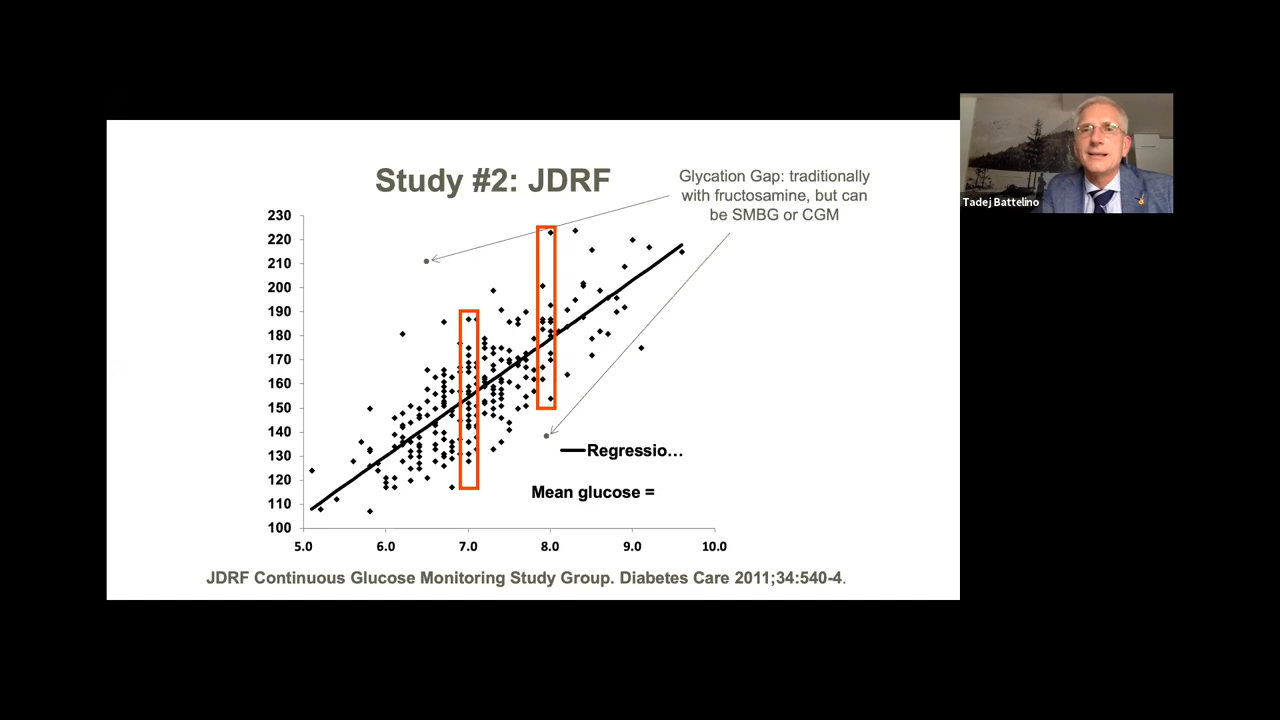 Study #2: JDRF
Glycation Gap: traditionally
with fructosamine, but can
be SMBG or CGM
Tadej Battelino
230
220
210
200
190
180
170
160
150
140
130
120
110
100
Regressio…
Mean glucose =
5.0 6.0 7.0 8.0 9.0 10.0
JDRF Continuous Glucose Monitoring Study Group. Diabetes Care 2011;34:540-4.